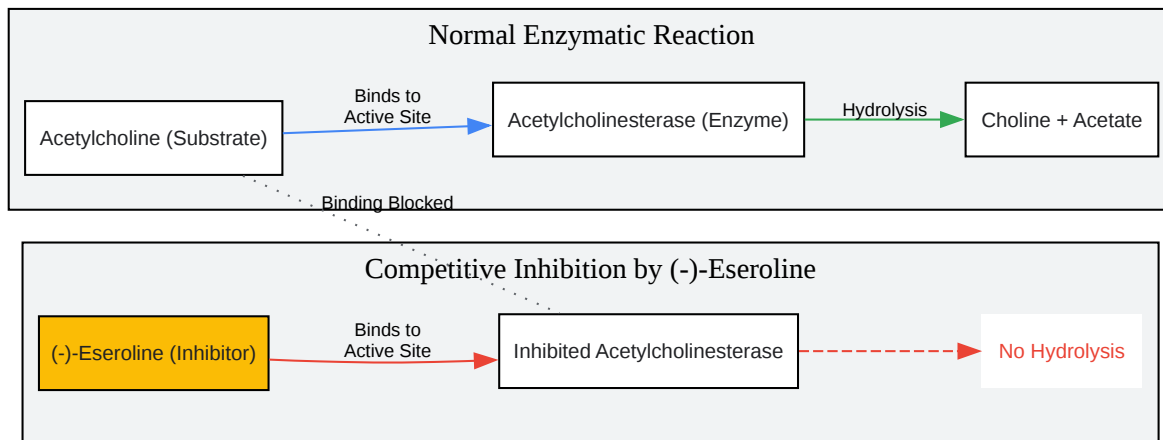 Normal Enzymatic Reaction
Acetylcholine (Substrate)
Binds to
Active Site
Acetylcholinesterase (Enzyme)
Hydrolysis
Choline + Acetate
Binding Blocked
Competitive Inhibition by (-)-Eseroline
(-)-Eseroline (Inhibitor)
Binds to
Active Site
Inhibited Acetylcholinesterase
No Hydrolysis